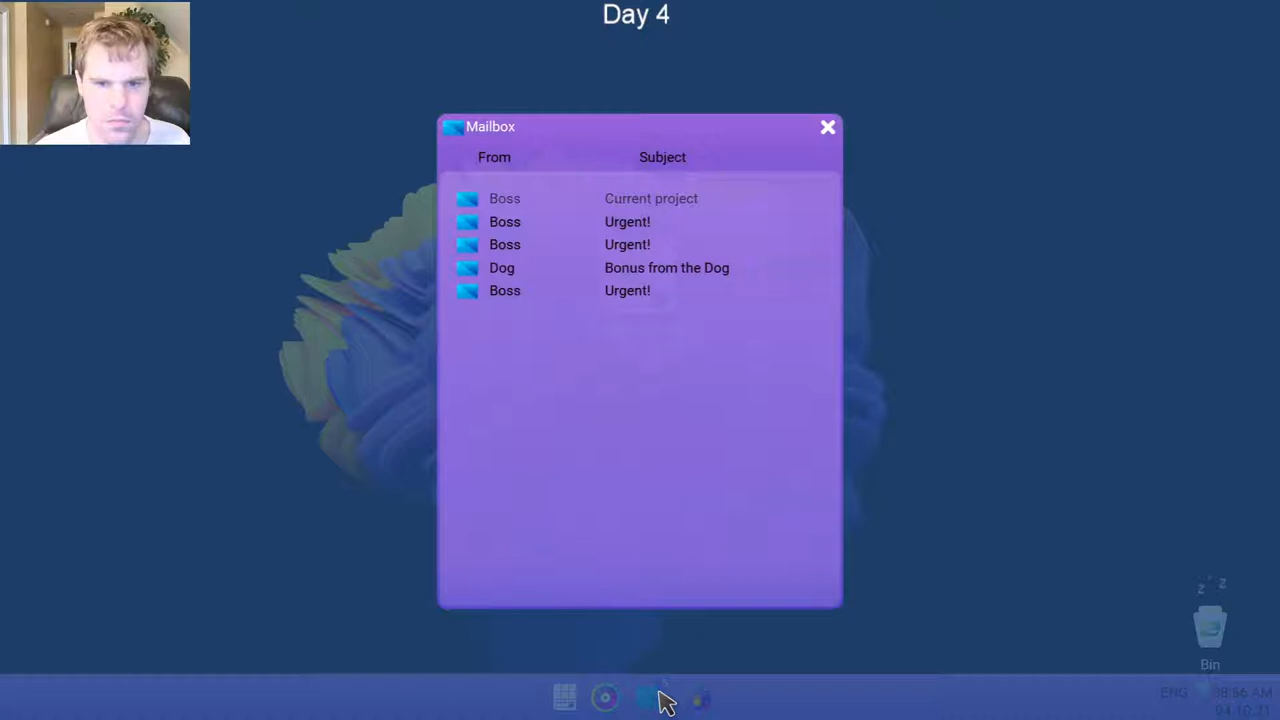 Day 4
Mailbox
From Subject
Boss Current project
Boss Urgent!
Boss Urgent!
Dog Bonus from the Dog
Boss Urgent!
z z
Bin
ENG